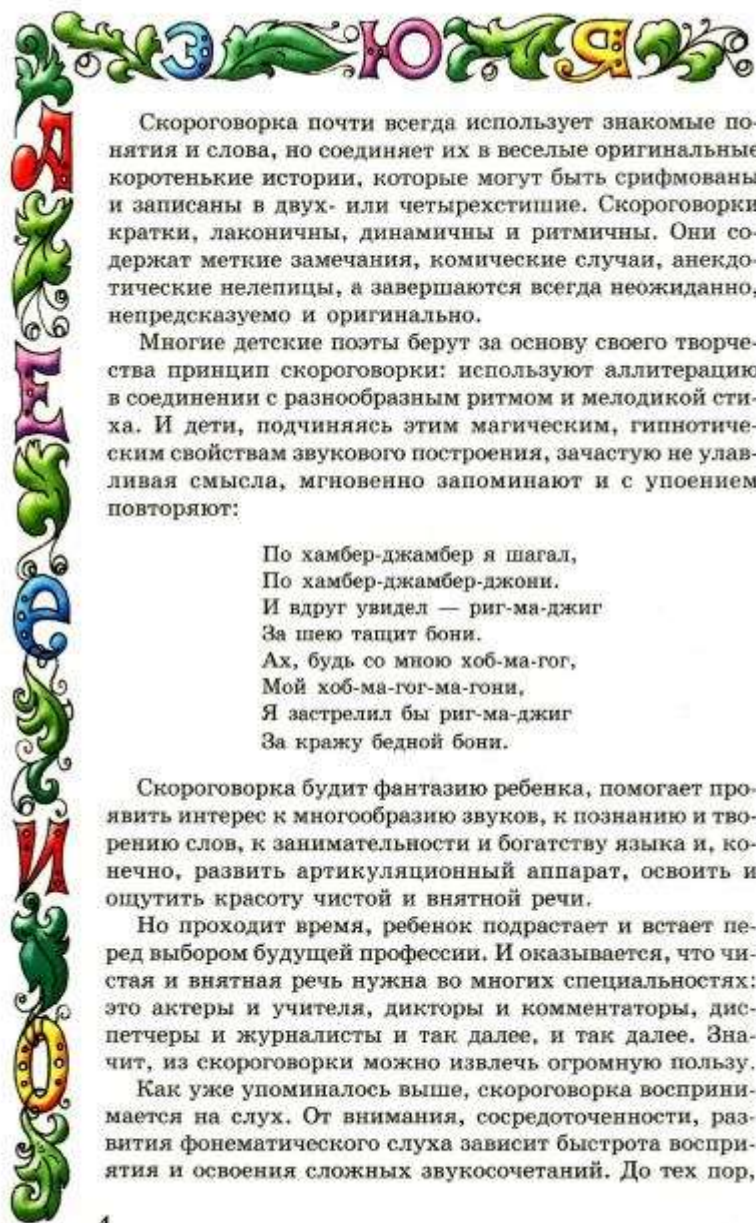 З Ю Я
А
Е
е
И
О
Скороговорка почти всегда использует знакомые по-
нятия и слова, но соединяет их в веселые оригинальные
коротенькие истории, которые могут быть срифмованы
и записаны в двух- или четырехстишие. Скороговорки
кратки, лаконичны, динамичны и ритмичны. Они со-
держат меткие замечания, комические случаи, анекдо-
тические нелепицы, а завершаются всегда неожиданно,
непредсказуемо и оригинально.
Многие детские поэты берут за основу своего творче-
ства принцип скороговорки: используют аллитерацию
в соединении с разнообразным ритмом и мелодикой сти-
ха. И дети, подчиняясь этим магическим, гипнотиче-
ским свойствам звукового построения, зачастую не улав-
ливая смысла, мгновенно запоминают и с упоением
повторяют:
По хамбер-джамбер я шагал,
По хамбер-джамбер-джони.
И вдруг увидел — риг-ма-джиг
За шею тащит бони.
Ах, будь со мною хоб-ма-гог,
Мой хоб-ма-гог-ма-гони,
Я застрелил бы риг-ма-джиг
За кражу бедной бони.
Скороговорка будит фантазию ребенка, помогает про-
явить интерес к многообразию звуков, к познанию и тво-
рению слов, к занимательности и богатству языка и, ко-
нечно, развить артикуляционный аппарат, освоить и
ощутить красоту чистой и внятной речи.
Но проходит время, ребенок подрастает и встает пе-
ред выбором будущей профессии. И оказывается, что чи-
стая и внятная речь нужна во многих специальностях:
это актеры и учителя, дикторы и комментаторы, дис-
петчеры и журналисты и так далее, и так далее. Зна-
чит, из скороговорки можно извлечь огромную пользу.
Как уже упоминалось выше, скороговорка восприни-
мается на слух. От внимания, сосредоточенности, раз-
вития фонематического слуха зависит быстрота воспри-
ятия и освоения сложных звукосочетаний. До тех пор,